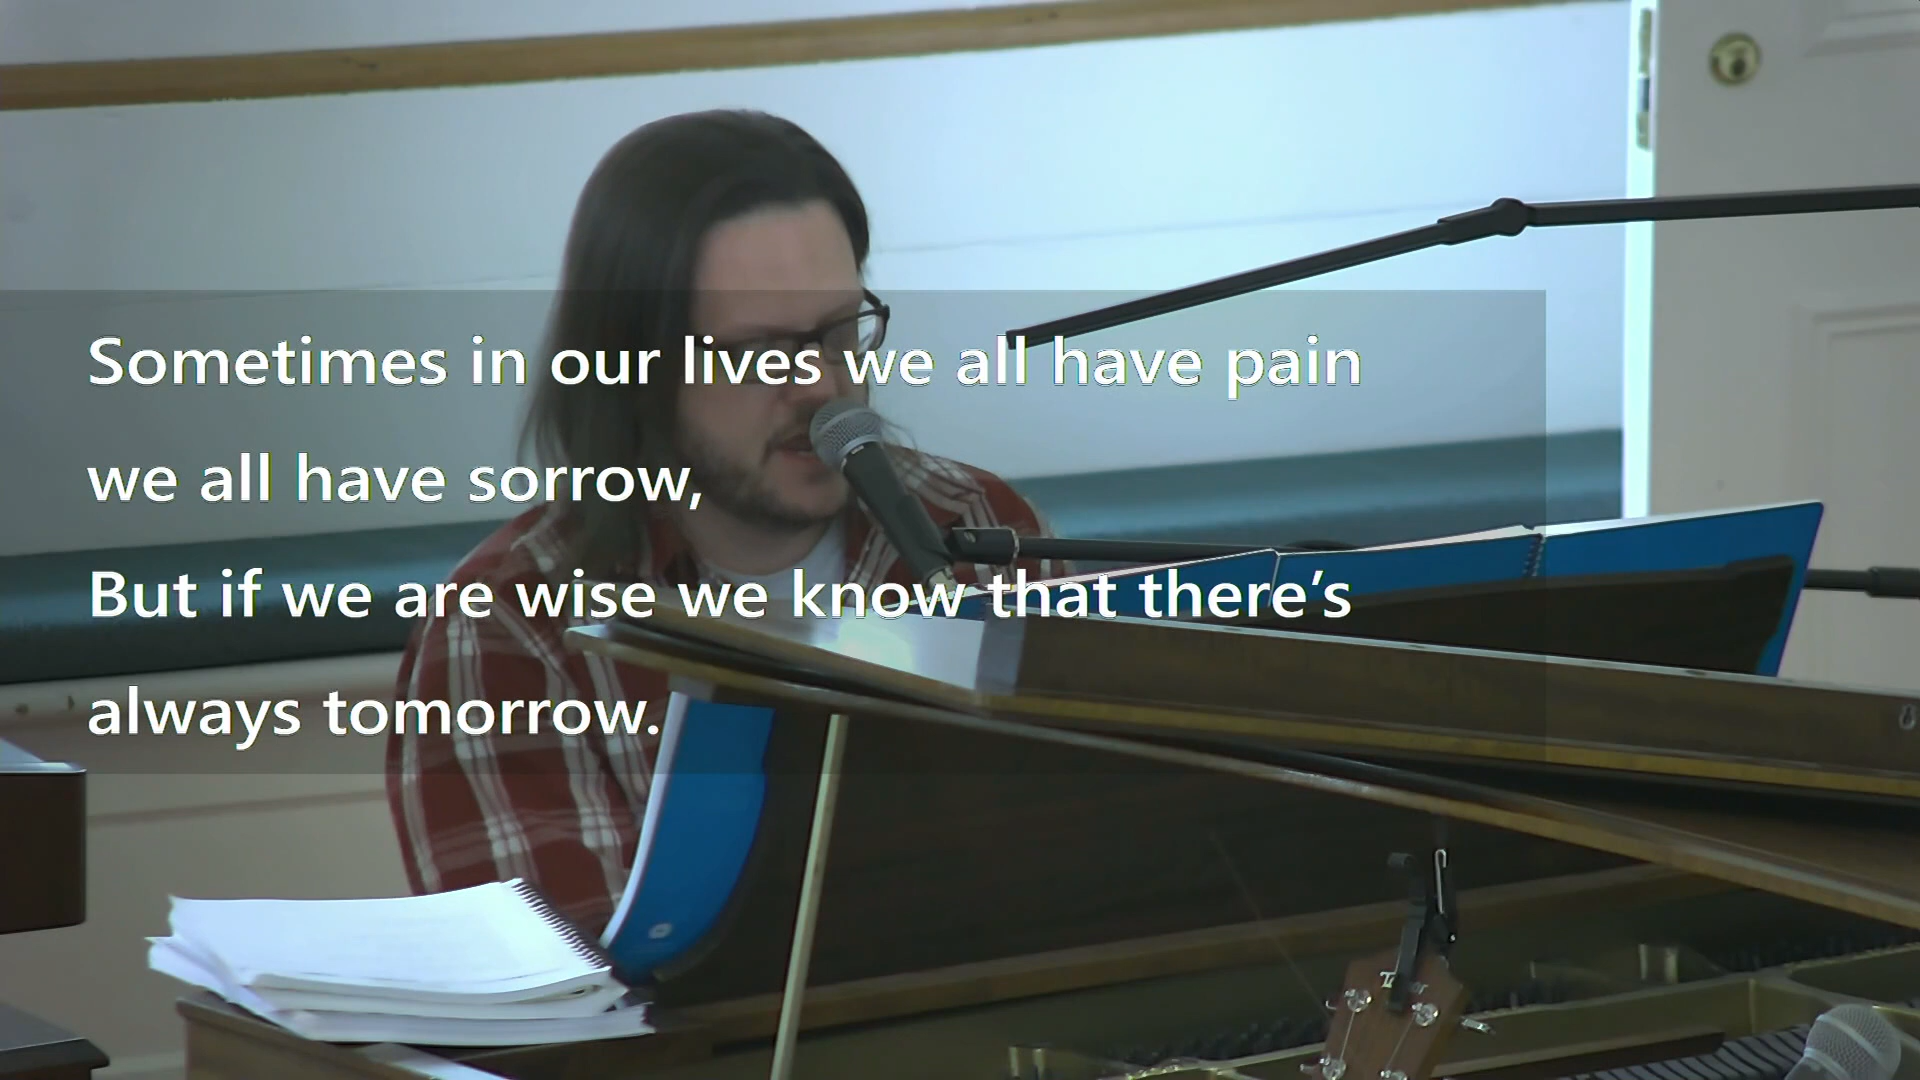 Sometimes in our lives we all have pain
we all have sorrow,
But if we are wise we know that there’s
always tomorrow.